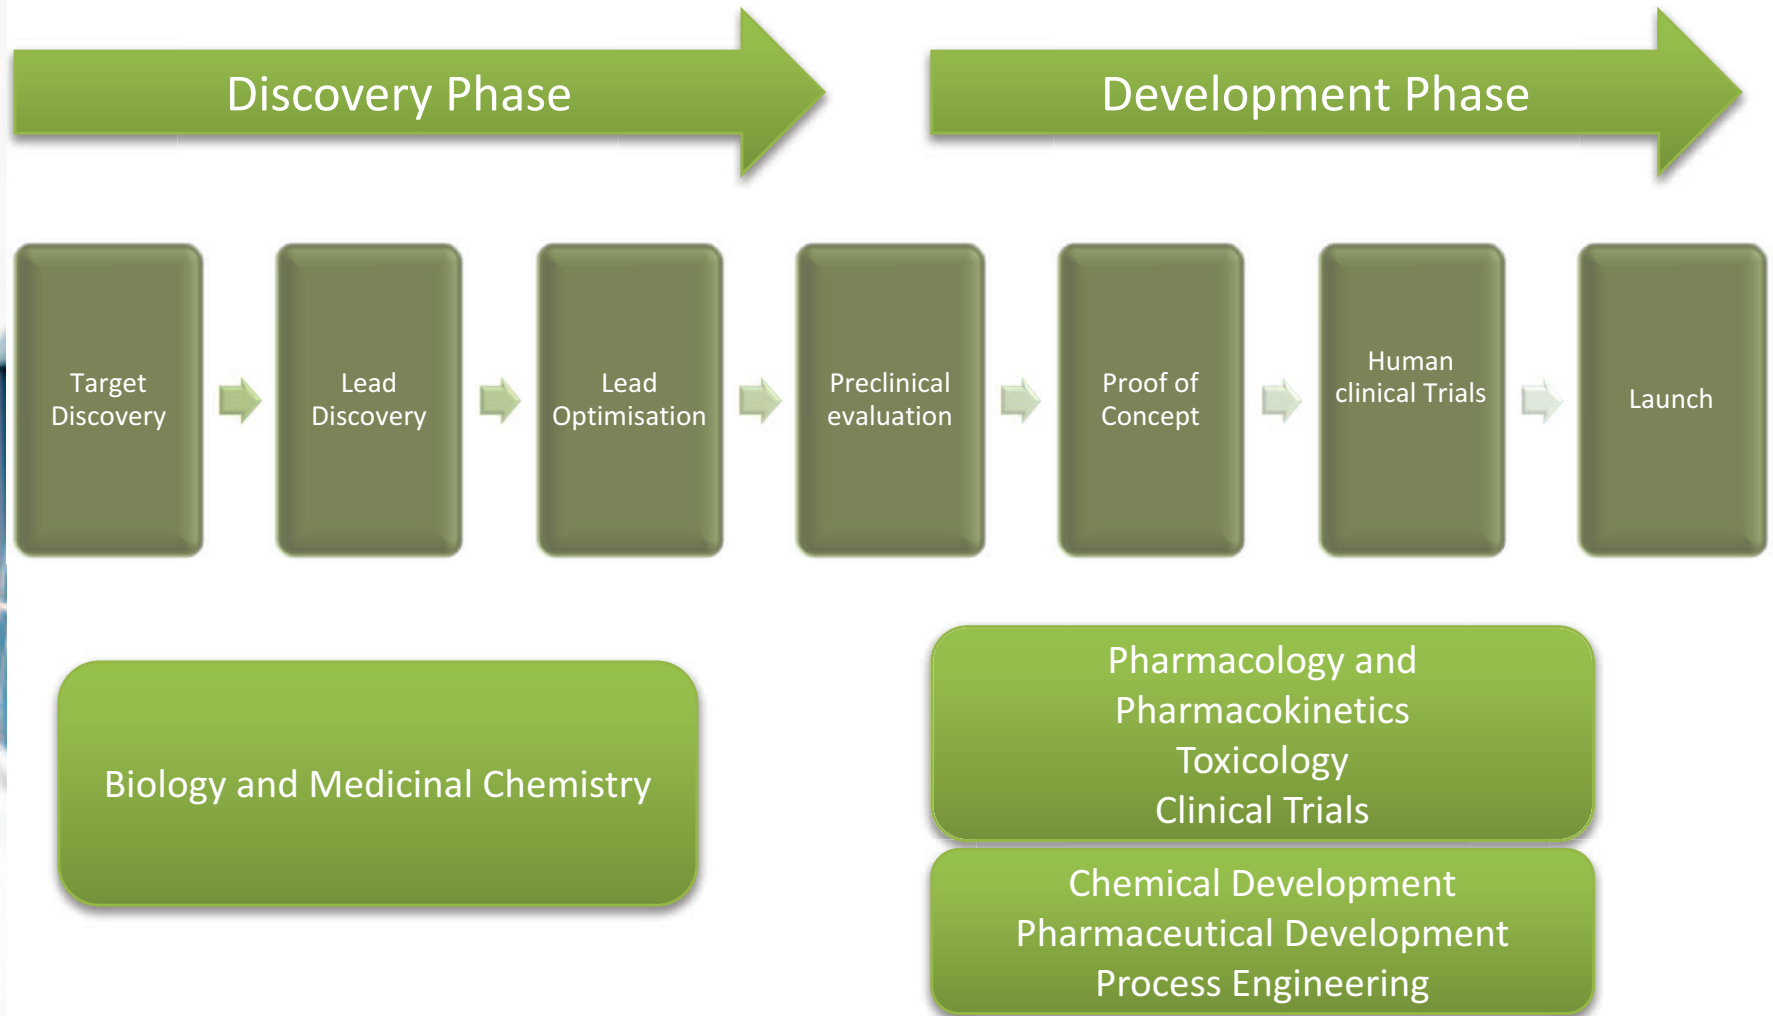 Discovery Phase
Development Phase
Target
Discovery
Lead
Discovery
Lead
Optimisation
Preclinical
evaluation
Proof of
Concept
Human
clinical Trials
Launch
Biology and Medicinal Chemistry
Pharmacology and
Pharmacokinetics
Toxicology
Clinical Trials
Chemical Development
Pharmaceutical Development
Process Engineering